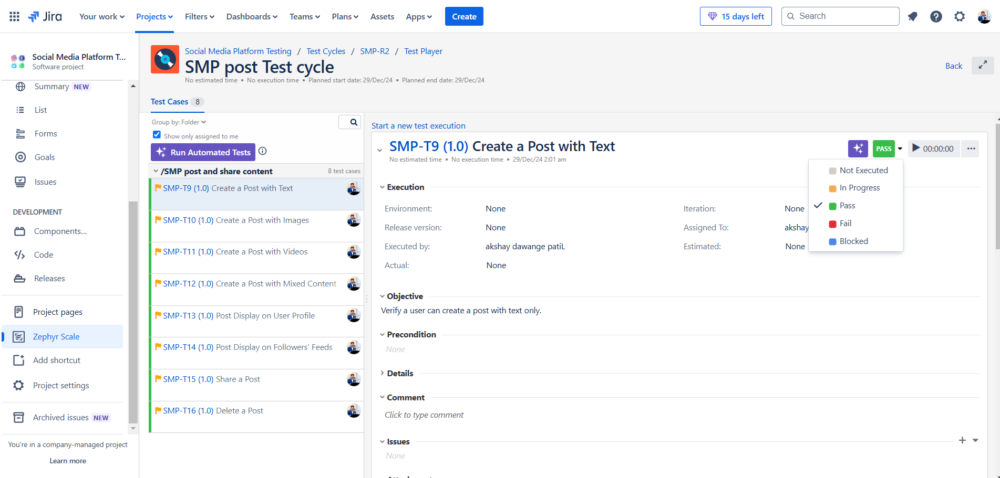 Jira
Your work
Projects
Filters
Dashboards
Teams
Plans
Assets
Apps
Create
15 days left
Search
Social Media Platform T...
Software project
Summary NEW
List
Forms
Goals
Issues
DEVELOPMENT
Components...
Code
Releases
Project pages
Zephyr Scale
Add shortcut
Project settings
Archived issues NEW
You're in a company-managed project
Learn more
Social Media Platform Testing / Test Cycles / SMP-R2 / Test Player
SMP post Test cycle
No estimated time • No execution time • Planned start date: 29/Dec/24 • Planned end date: 29/Dec/24
Back
Test Cases 8
Group by: Folder
Show only assigned to me
Run Automated Tests
/SMP post and share content 8 test cases
SMP-T9 (1.0) Create a Post with Text
SMP-T10 (1.0) Create a Post with Images
SMP-T11 (1.0) Create a Post with Videos
SMP-T12 (1.0) Create a Post with Mixed Content
SMP-T13 (1.0) Post Display on User Profile
SMP-T14 (1.0) Post Display on Followers' Feeds
SMP-T15 (1.0) Share a Post
SMP-T16 (1.0) Delete a Post
Start a new test execution
SMP-T9 (1.0) Create a Post with Text
No estimated time • No execution time • 29/Dec/24 2:01 am
PASS
00:00:00
Not Executed
In Progress
Pass
Fail
Blocked
Execution
Environment: None
Iteration: None
Release version: None
Assigned To: akshay
Executed by: akshay dawange patiL
Estimated: None
Actual: None
Objective
Verify a user can create a post with text only.
Precondition
None
Details
Comment
Click to type comment
Issues
None